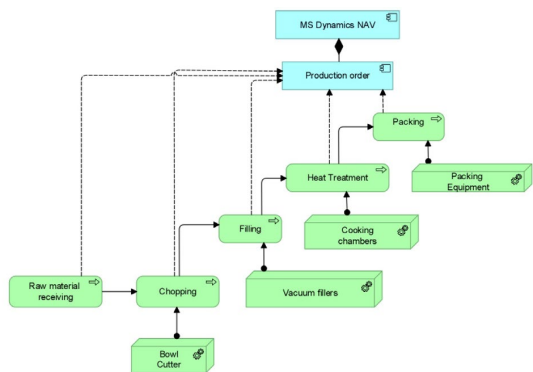 MS Dynamics NAV
Production order
Packing
Heat Treatment
Packing
Equipment
Filling
Cooking
chambers
Raw material
receiving
Chopping
Vacuum fillers
Bowl
Cutter